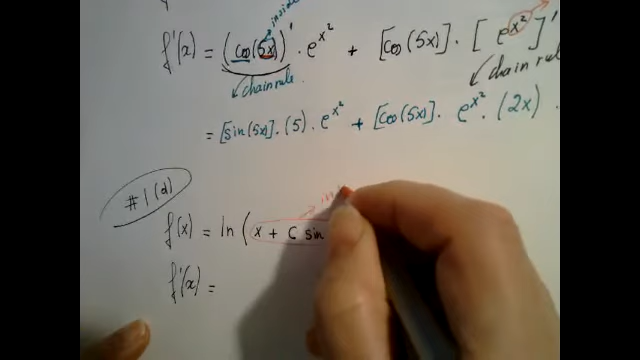 inside
f'(x) = (cos(5x))' · e^x² + [cos(5x)] · [e^x²]'
chain rule
chain rule
= [sin(5x)] · (5) · e^x² + [cos(5x)] · e^x² · (2x)
#1(d)
f(x) = ln(x + C sin
f'(x) =